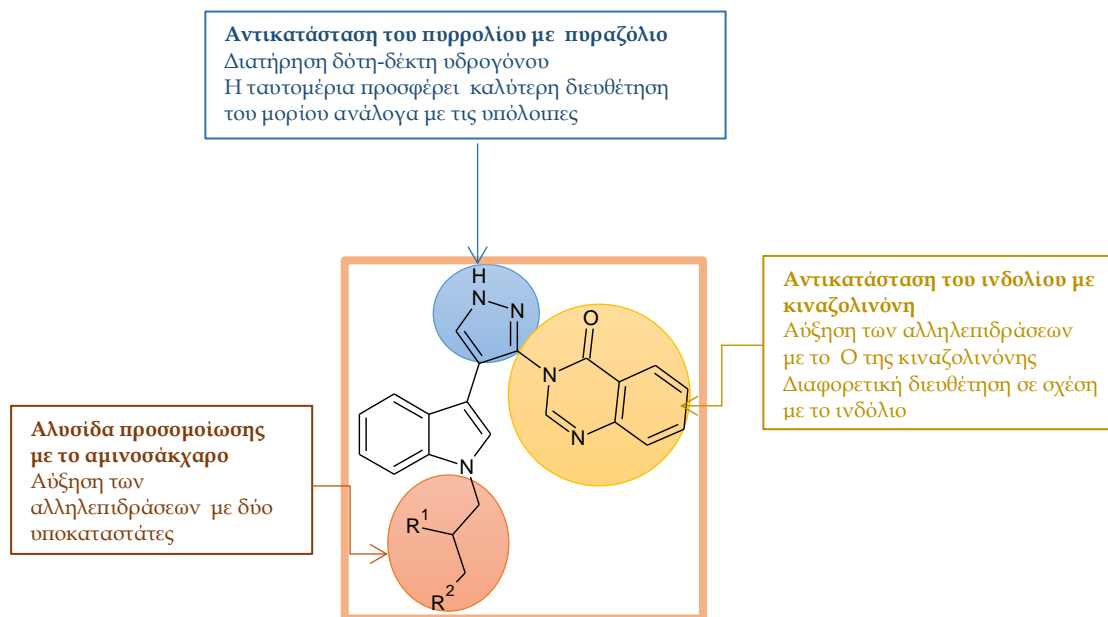 Αντικατάσταση του πυρρολίου με πυραζόλιο
Διατήρηση δότη-δέκτη υδρογόνου
Η ταυτομέρια προσφέρει καλύτερη διευθέτηση
του μορίου ανάλογα με τις υπόλοιπες
H
N
N
O
N
N
N
R1
R2
Αντικατάσταση του ινδολίου με
κιναζολινόνη
Αύξηση των αλληλεπιδράσεων
με το Ο της κιναζολινόνης
Διαφορετική διευθέτηση σε σχέση
με το ινδόλιο
Αλυσίδα προσομοίωσης
με το αμινοσάκχαρο
Αύξηση των
αλληλεπιδράσεων με δύο
υποκαταστάτες